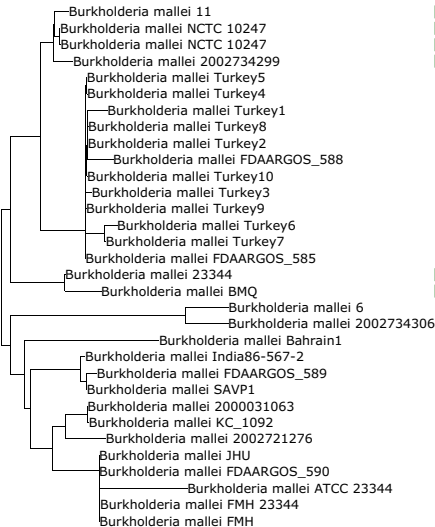 Burkholderia mallei 11
Burkholderia mallei NCTC 10247
Burkholderia mallei NCTC 10247
Burkholderia mallei 2002734299
Burkholderia mallei Turkey5
Burkholderia mallei Turkey4
Burkholderia mallei Turkey1
Burkholderia mallei Turkey8
Burkholderia mallei Turkey2
Burkholderia mallei FDAARGOS_588
Burkholderia mallei Turkey10
Burkholderia mallei Turkey3
Burkholderia mallei Turkey9
Burkholderia mallei Turkey6
Burkholderia mallei Turkey7
Burkholderia mallei FDAARGOS_585
Burkholderia mallei 23344
Burkholderia mallei BMQ
Burkholderia mallei 6
Burkholderia mallei 2002734306
Burkholderia mallei Bahrain1
Burkholderia mallei India86-567-2
Burkholderia mallei FDAARGOS_589
Burkholderia mallei SAVP1
Burkholderia mallei 2000031063
Burkholderia mallei KC_1092
Burkholderia mallei 2002721276
Burkholderia mallei JHU
Burkholderia mallei FDAARGOS_590
Burkholderia mallei ATCC 23344
Burkholderia mallei FMH 23344
Burkholderia mallei FMH